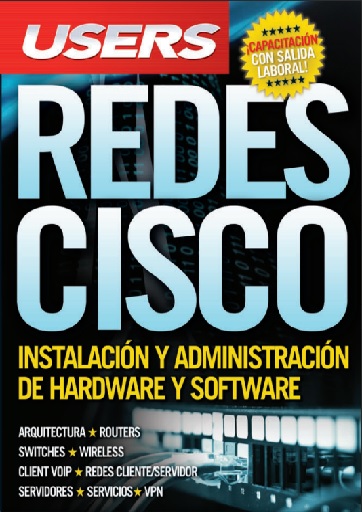 USERS
¡CAPACITACIÓN
CON SALIDA
LABORAL!
REDES
CISCO
INSTALACIÓN Y ADMINISTRACIÓN
DE HARDWARE Y SOFTWARE
ARQUITECTURA ★ ROUTERS
SWITCHES ★ WIRELESS
CLIENT VOIP ★ REDES CLIENTE/SERVIDOR
SERVIDORES ★ SERVICIOS ★ VPN